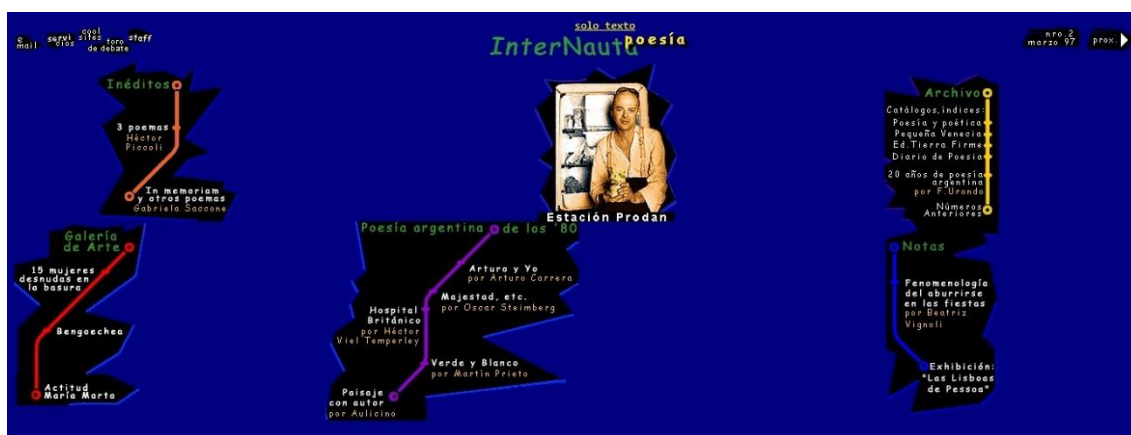 e mail
servi cios
cool sites
foro de debate
staff
solo texto
InterNauta poesía
nro.2
marzo 97
prox.
Inéditos
3 poemas
Héctor
Piccoli
In memoriam
y otros poemas
Gabriela Saccone
Estación Prodan
Archivo
Catálogos, índices:
Poesía y poética
Pequeña Venecia
Ed.Tierra Firme
Diario de Poesia
20 años de poesía
argentina
por F.Urondo
Números
Anteriores
Galería
de Arte
15 mujeres
desnudas en
la basura
Bengoechea
Actitud
María Marta
Poesía argentina de los '80
Arturo y Yo
por Arturo Carrera
Majestad, etc.
por Oscar Steimberg
Hospital
Británico
por Héctor
Viel Temperley
Verde y Blanco
por Martín Prieto
Paisaje
con autor
por Aulicino
Notas
Fenomenología
del aburrirse
en las fiestas
por Beatriz
Vignoli
Exhibición:
"Las Lisboas
de Pessoa"